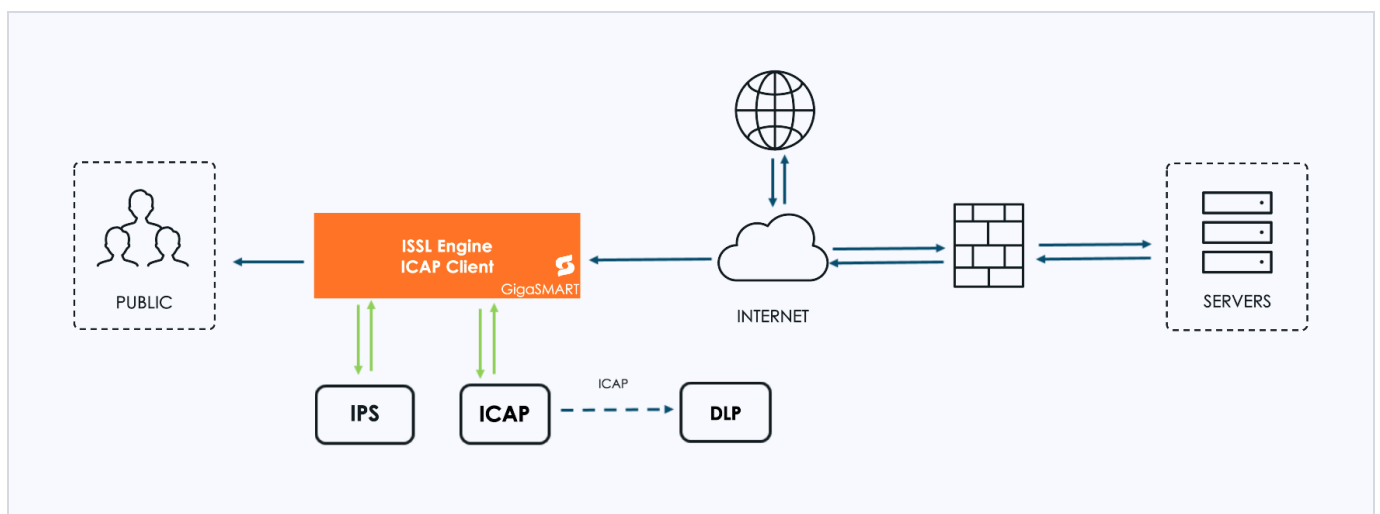 ISSL Engine
ICAP Client
GigaSMART
PUBLIC
INTERNET
SERVERS
IPS
ICAP
ICAP
DLP